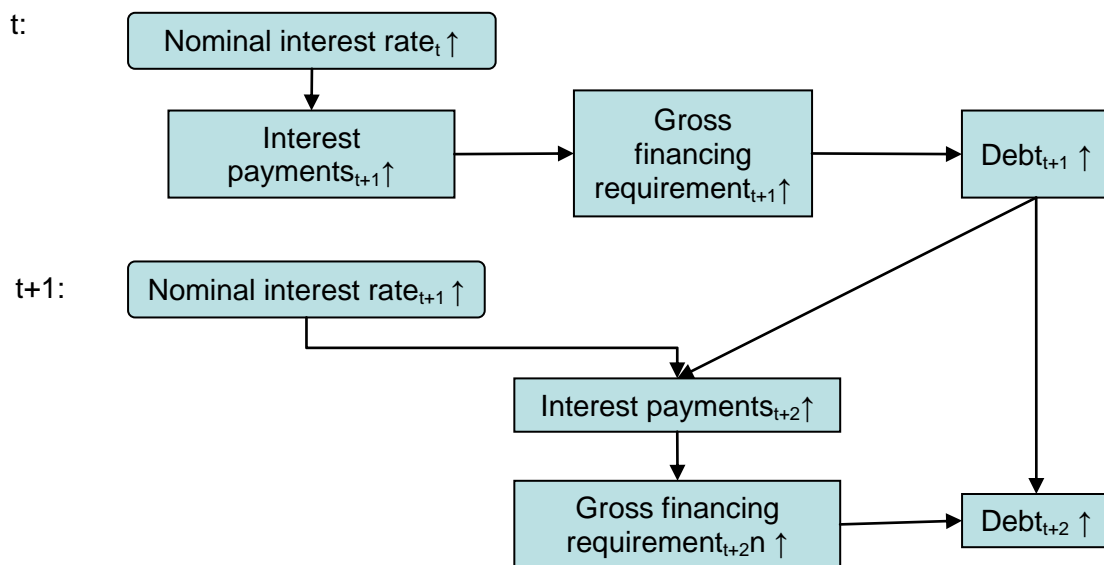 t:
Nominal interest rateₜ ↑
Interest
paymentsₜ₊₁↑
Gross
financing
requirementₜ₊₁↑
Debtₜ₊₁ ↑
t+1:
Nominal interest rateₜ₊₁ ↑
Interest paymentsₜ₊₂↑
Gross financing
requirementₜ₊₂n ↑
Debtₜ₊₂ ↑